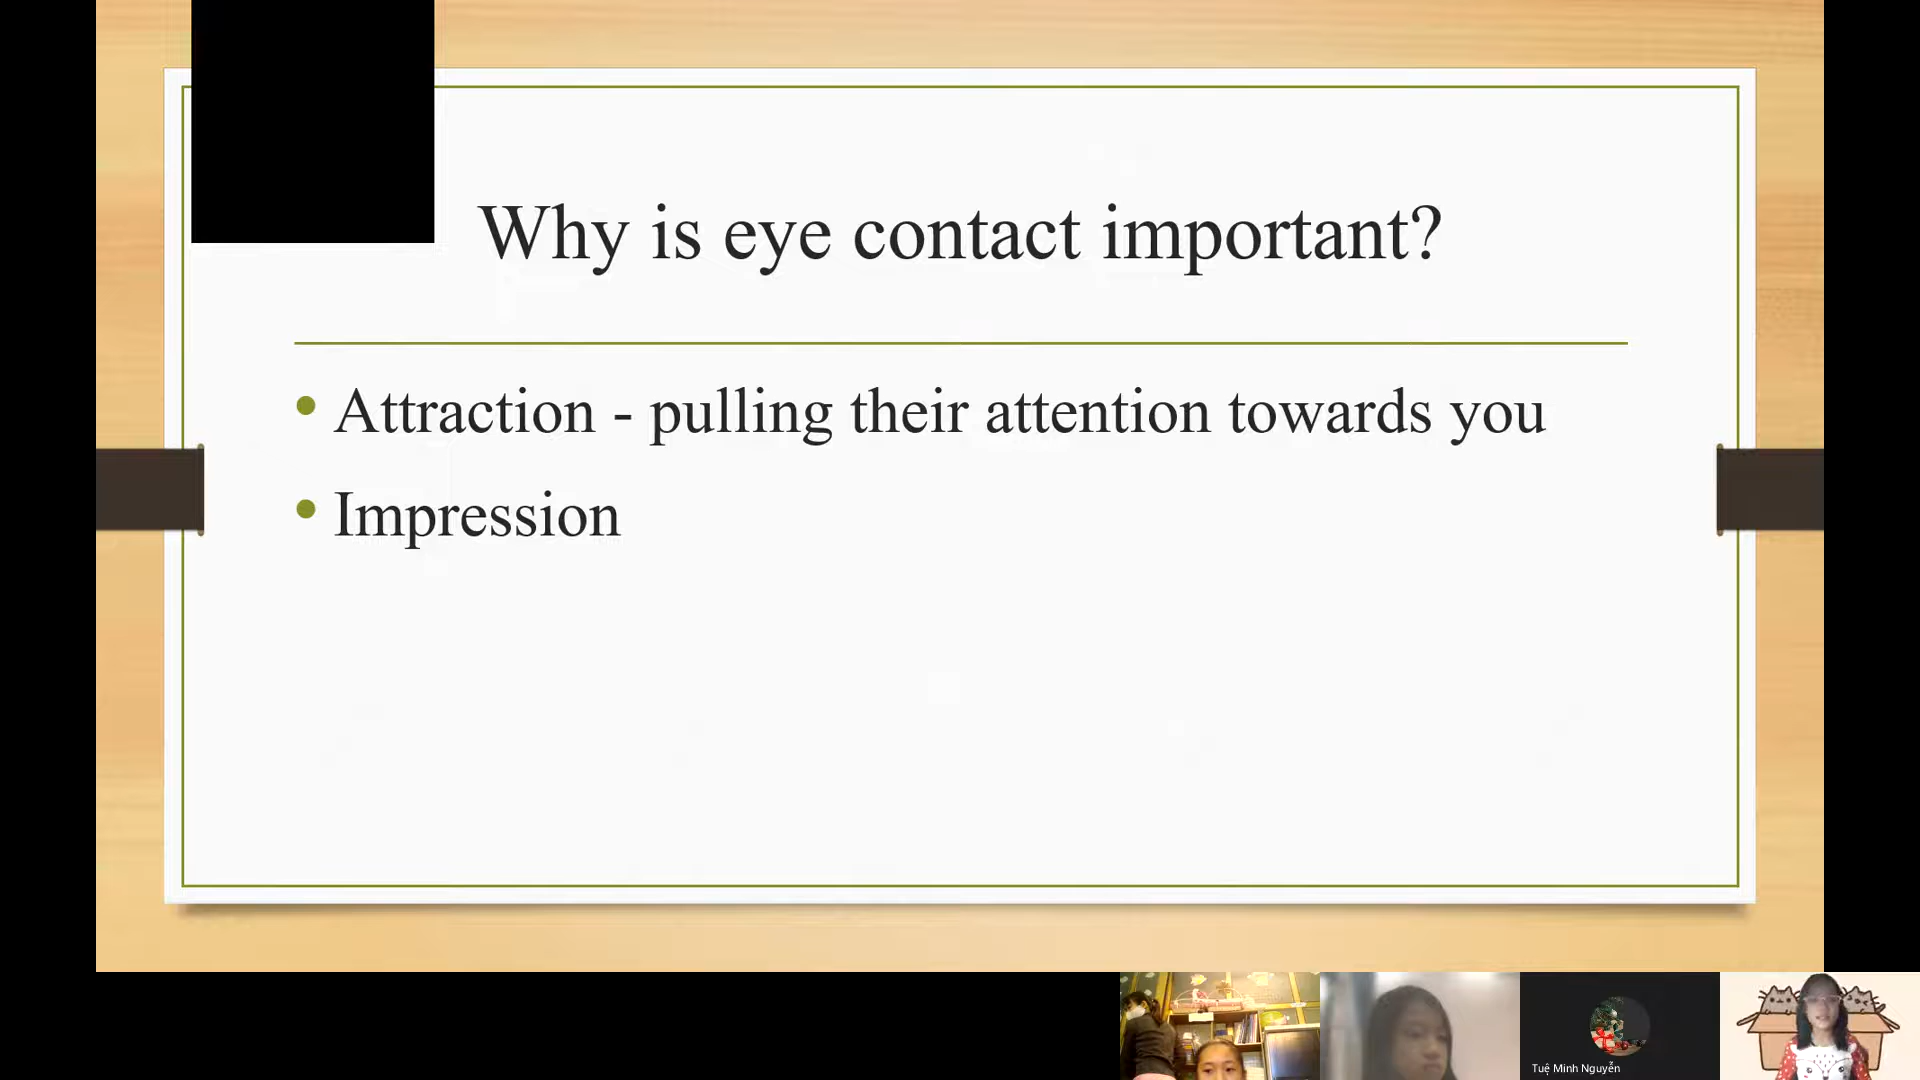 Why is eye contact important?
Attraction - pulling their attention towards you
Impression
Tuệ Minh Nguyễn